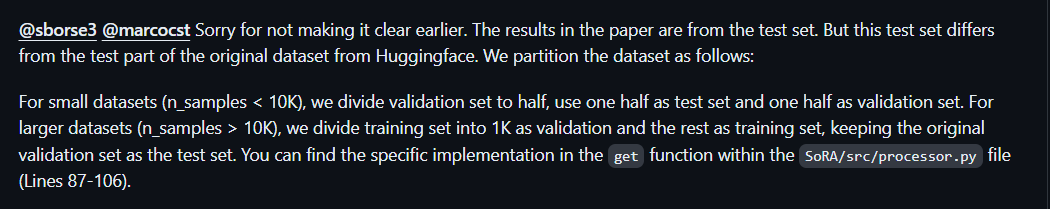 @sborse3 @marcocst Sorry for not making it clear earlier. The results in the paper are from the test set. But this test set differs
from the test part of the original dataset from Huggingface. We partition the dataset as follows:
For small datasets (n_samples < 10K), we divide validation set to half, use one half as test set and one half as validation set. For
larger datasets (n_samples > 10K), we divide training set into 1K as validation and the rest as training set, keeping the original
validation set as the test set. You can find the specific implementation in the get function within the SoRA/src/processor.py file
(Lines 87-106).